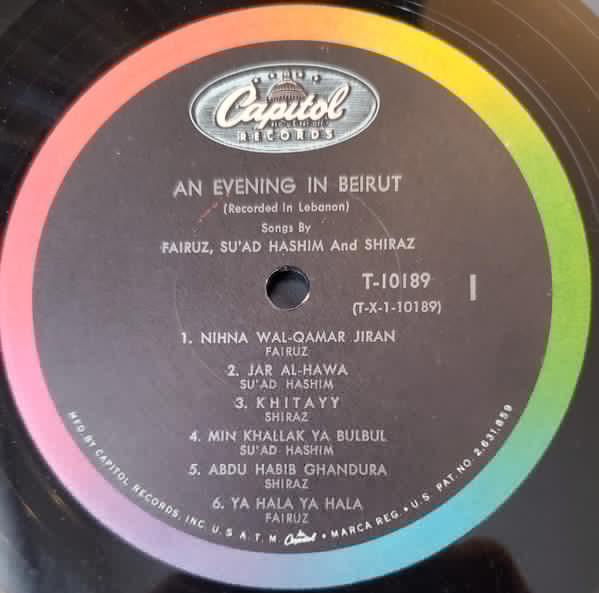 Capitol
RECORDS
AN EVENING IN BEIRUT
(Recorded In Lebanon)
Songs By
FAIRUZ, SU'AD HASHIM And SHIRAZ
T-10189
(T-X-1-10189)
1
1. NIHNA WAL-QAMAR JIRAN
FAIRUZ
2. JAR AL-HAWA
SU'AD HASHIM
3. KHITAYY
SHIRAZ
4. MIN KHALLAK YA BULBUL
SU'AD HASHIM
5. ABDU HABIB GHANDURA
SHIRAZ
6. YA HALA YA HALA
FAIRUZ
MFD. BY CAPITOL RECORDS, INC. U.S.A. T.M. Capitol • MARCA REG. • U.S. PAT. NO. 2,631,859